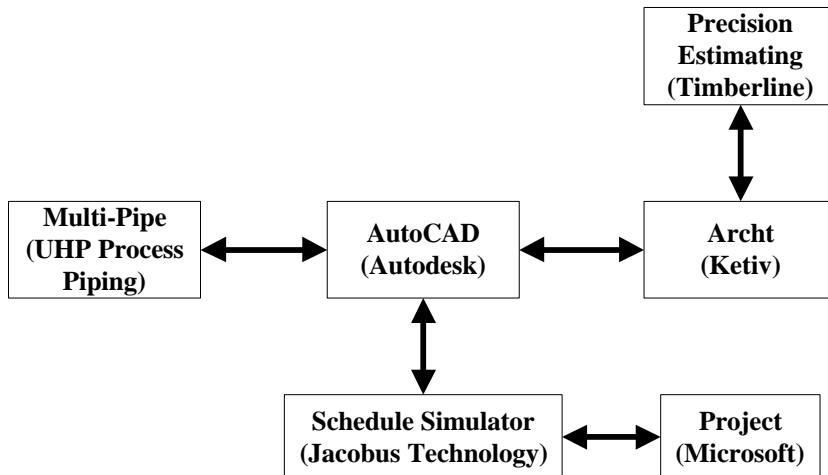 Precision
Estimating
(Timberline)
Multi-Pipe
(UHP Process
Piping)
AutoCAD
(Autodesk)
Archt
(Ketiv)
Schedule Simulator
(Jacobus Technology)
Project
(Microsoft)